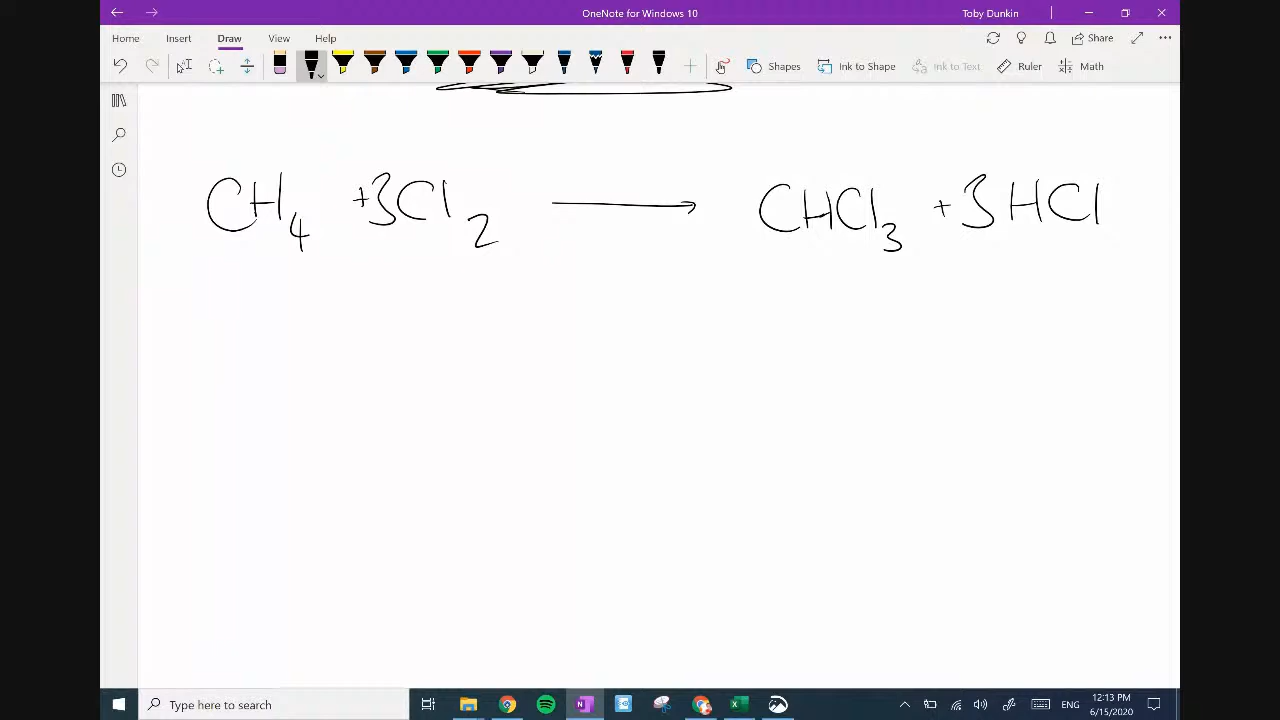 OneNote for Windows 10
Toby Dunkin
Home Insert Draw View Help
Share
Shapes Ink to Shape Ink to Text Ruler Math
CH4 +3Cl2 → CHCl3 + 3HCl
Type here to search
ENG
12:13 PM
6/15/2020